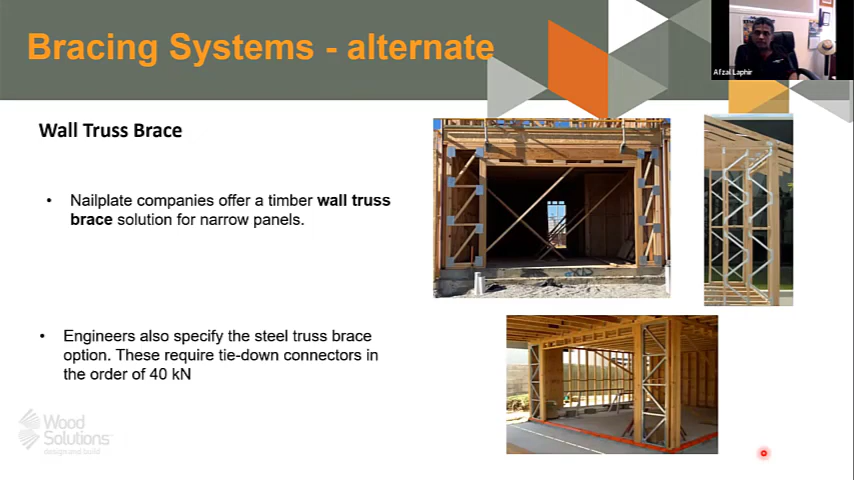 Bracing Systems - alternate
Afzal Laphir
Wall Truss Brace
• Nailplate companies offer a timber wall truss
brace solution for narrow panels.
• Engineers also specify the steel truss brace
option. These require tie-down connectors in
the order of 40 kN
Wood
Solutions
design and build